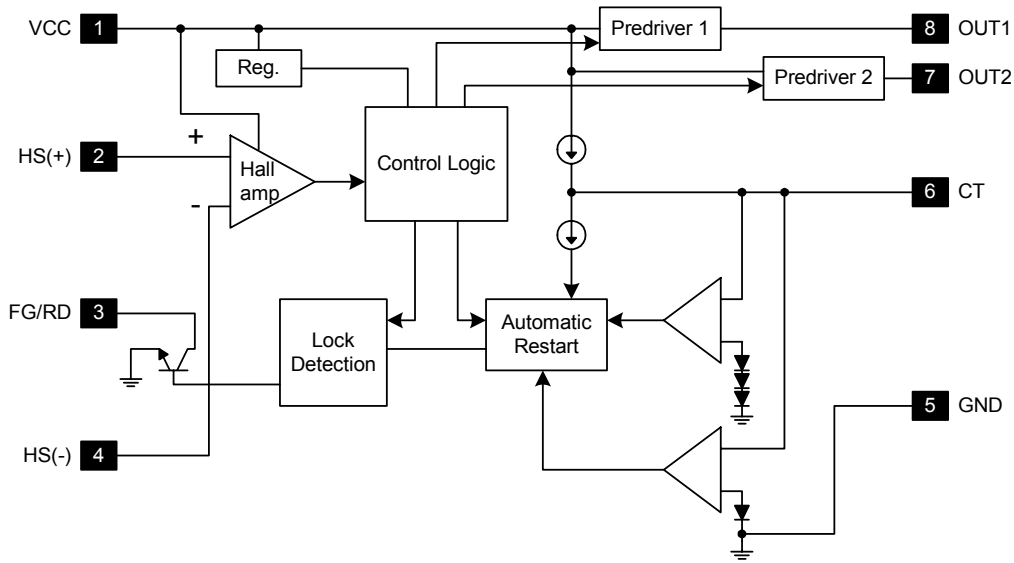 VCC 1
Predriver 1
8 OUT1
Reg.
Predriver 2
7 OUT2
+
HS(+) 2
Hall
amp
Control Logic
-
6 CT
FG/RD 3
Lock
Detection
Automatic
Restart
5 GND
HS(-) 4